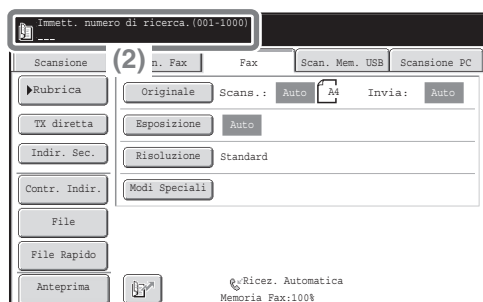 Immett. numero di ricerca.(001-1000)
---
Scansione (2) n. Fax Fax Scan. Mem. USB Scansione PC
Rubrica Originale Scans.: Auto A4 Invia: Auto
TX diretta Esposizione Auto
Indir. Sec. Risoluzione Standard
Contr. Indir. Modi Speciali
File
File Rapido
Anteprima Ricez. Automatica
Memoria Fax:100%